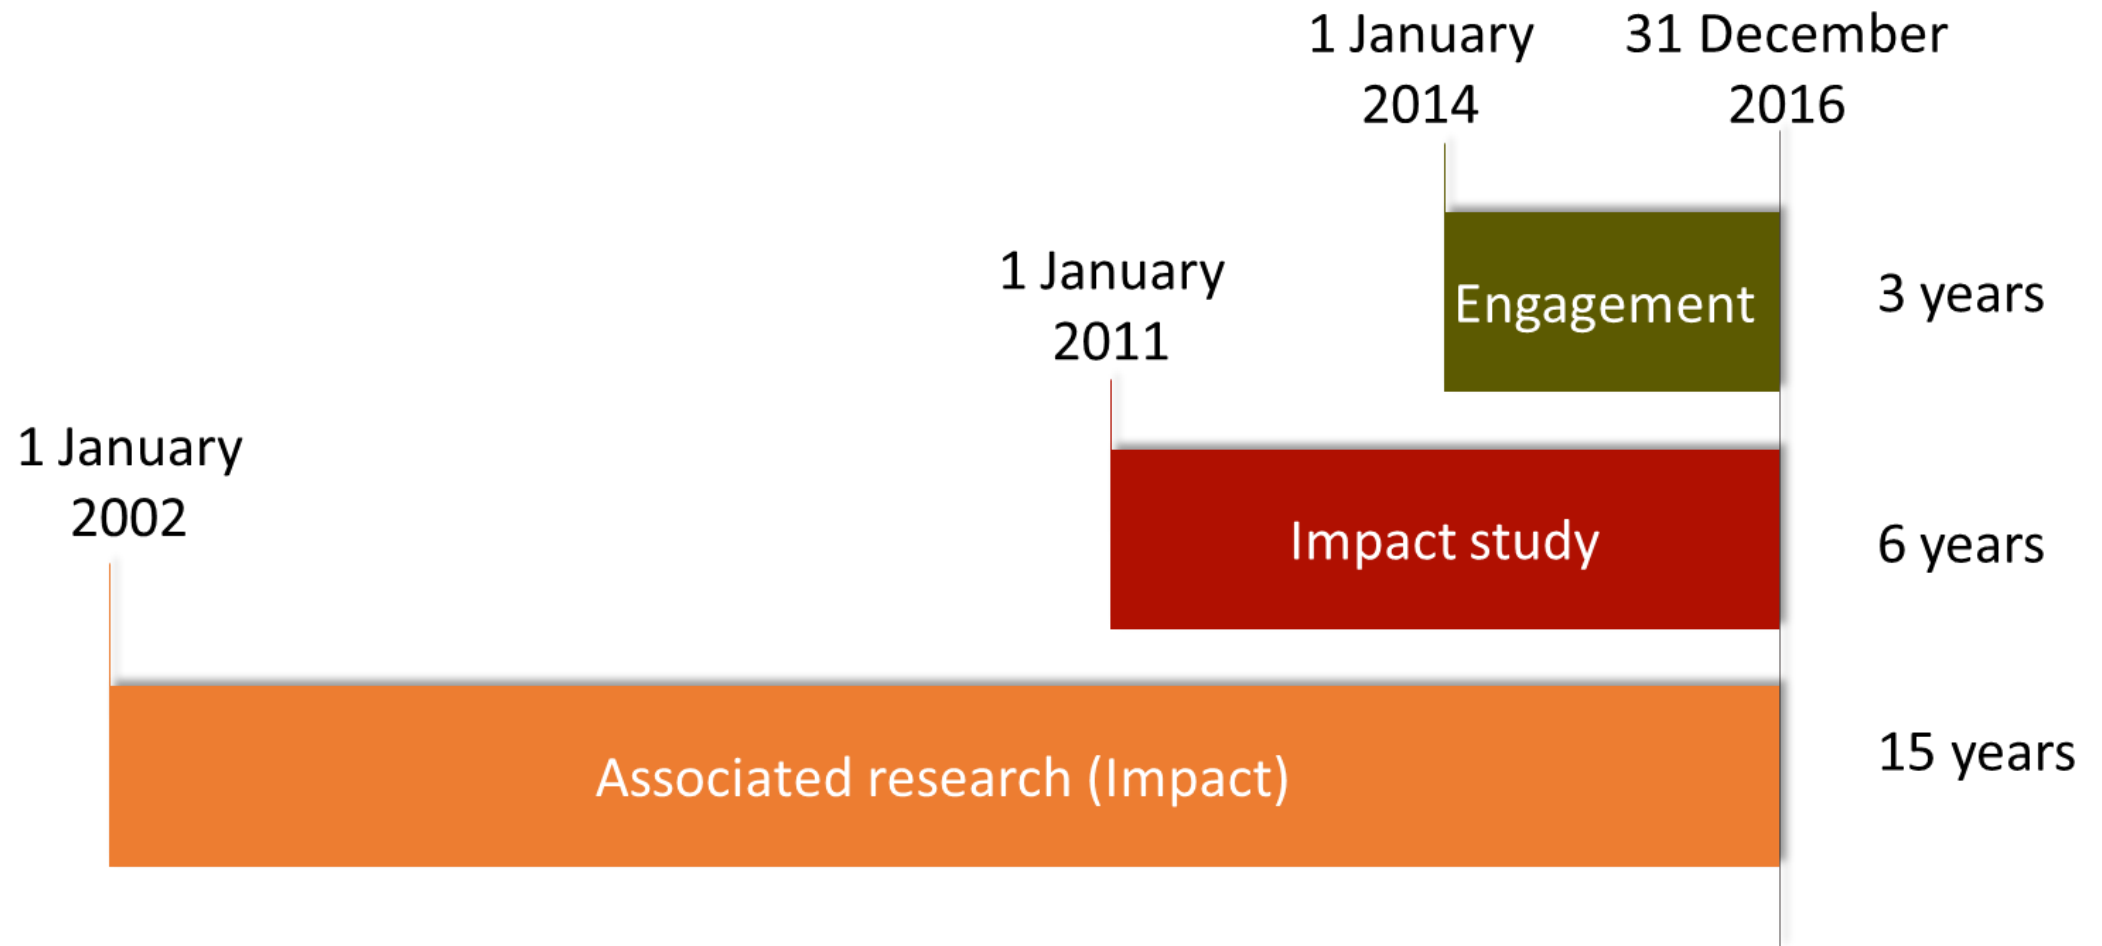 1 January
2014
31 December
2016
Engagement
3 years
1 January
2011
Impact study
6 years
1 January
2002
Associated research (Impact)
15 years